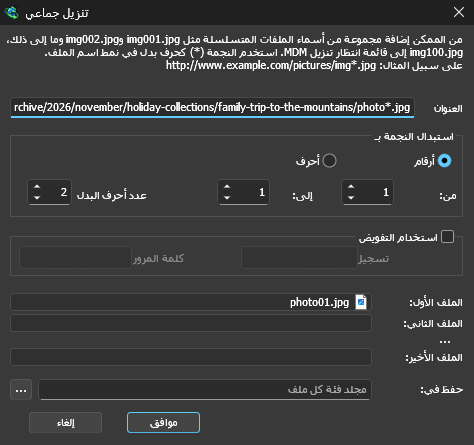 تنزيل جماعي
من الممكن إضافة مجموعة من أسماء الملفات المتسلسلة مثل img001.jpg وimg002.jpg وما إلى ذلك،
img100.jpg إلى قائمة انتظار تنزيل MDM. استخدم النجمة (*) كحرف بدل في نمط اسم الملف.
على سبيل المثال: http://www.example.com/pictures/img*.jpg
العنوان rchive/2026/november/holiday-collections/family-trip-to-the-mountains/photo*.jpg
استبدال النجمة بـ
أرقام أحرف
من: 1 إلى: 1 عدد أحرف البدل 2
استخدام التفويض
تسجيل كلمة المرور
الملف الأول: photo01.jpg
الملف الثاني:
...
الملف الأخير:
حفظ في: مجلد فئة كل ملف ...
موافق إلغاء